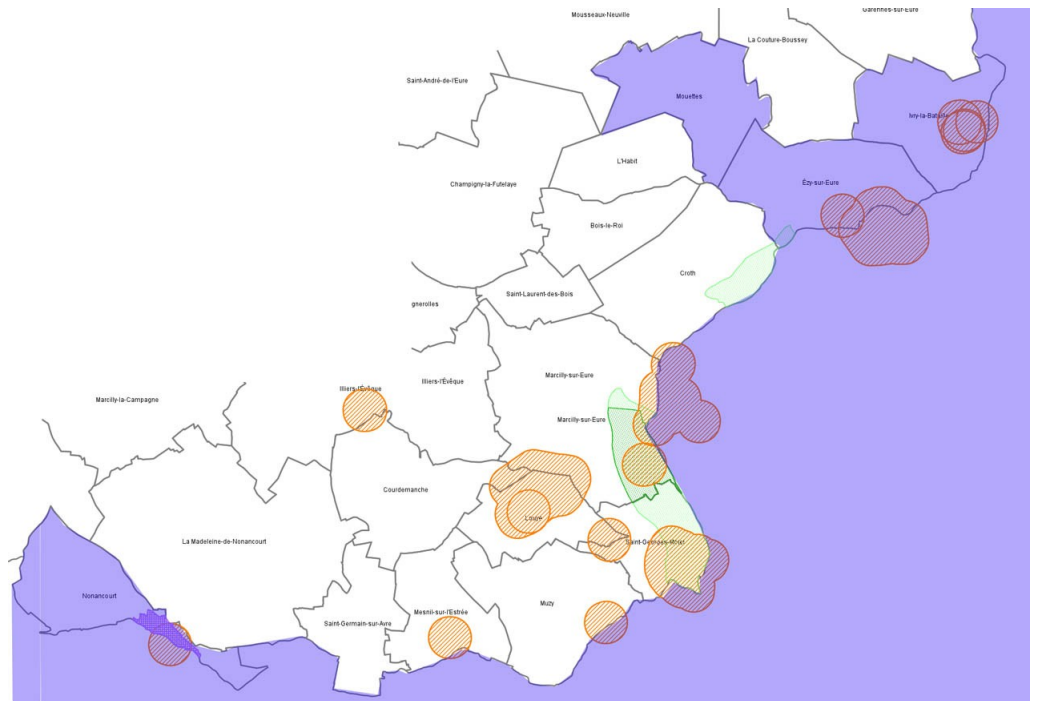 Garennes-sur-Eure
Mousseaux-Neuville
La Couture-Boussey
Saint-André-de-l'Eure
Mouettes
Ivry-la-Bataille
L'Habit
Champigny-la-Futelaye
Ézy-sur-Eure
Bois-le-Roi
Croth
Saint-Laurent-des-Bois
gnerolles
Marcilly-sur-Eure
Illiers-l'Évêque
Illiers-l'Évêque
Marcilly-la-Campagne
Marcilly-sur-Eure
Courdemanche
Louye
La Madeleine-de-Nonancourt
Saint-Georges-Motel
Nonancourt
Mesnil-sur-l'Estrée
Muzy
Saint-Germain-sur-Avre